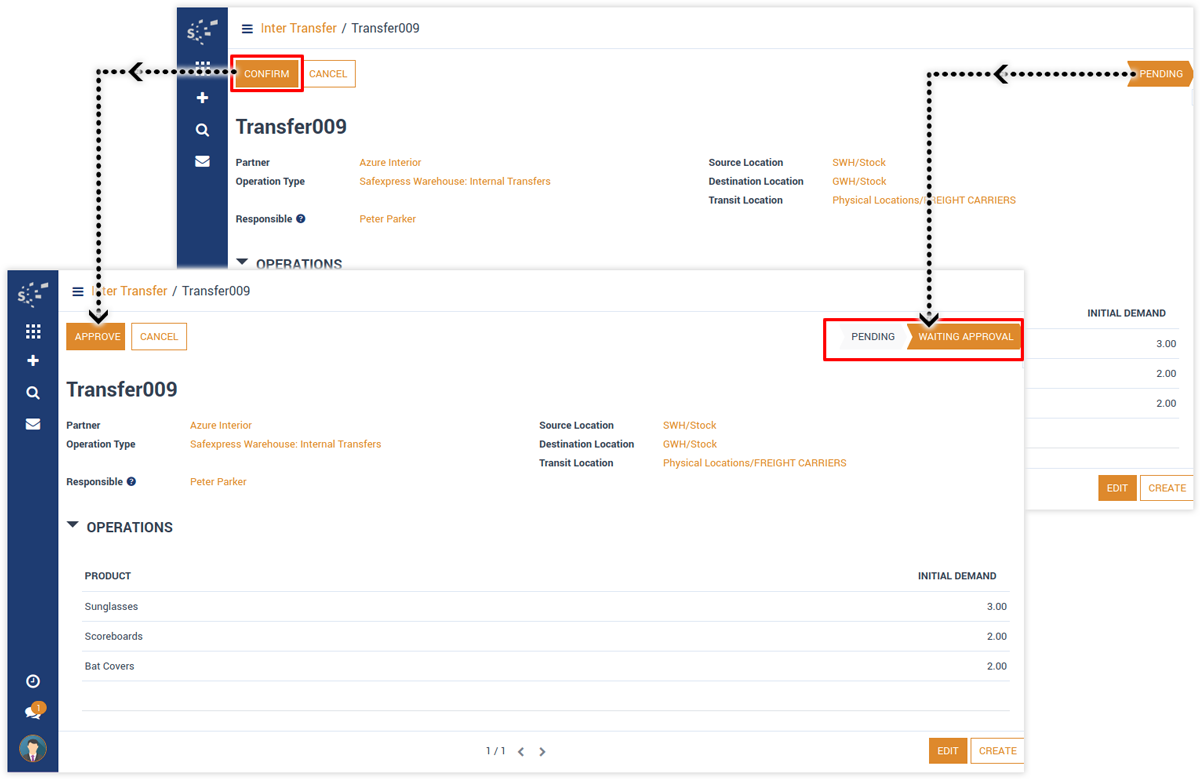 Inter Transfer / Transfer009
CONFIRM CANCEL PENDING
Transfer009
Partner Azure Interior Source Location SWH/Stock
Operation Type Safexpress Warehouse: Internal Transfers Destination Location GWH/Stock
Transit Location Physical Locations/FREIGHT CARRIERS
Responsible ? Peter Parker
OPERATIONS
INITIAL DEMAND
3.00
2.00
2.00
EDIT CREATE
Inter Transfer / Transfer009
APPROVE CANCEL PENDING WAITING APPROVAL
Transfer009
Partner Azure Interior Source Location SWH/Stock
Operation Type Safexpress Warehouse: Internal Transfers Destination Location GWH/Stock
Transit Location Physical Locations/FREIGHT CARRIERS
Responsible ? Peter Parker
OPERATIONS
PRODUCT INITIAL DEMAND
Sunglasses 3.00
Scoreboards 2.00
Bat Covers 2.00
1
1 / 1
EDIT CREATE